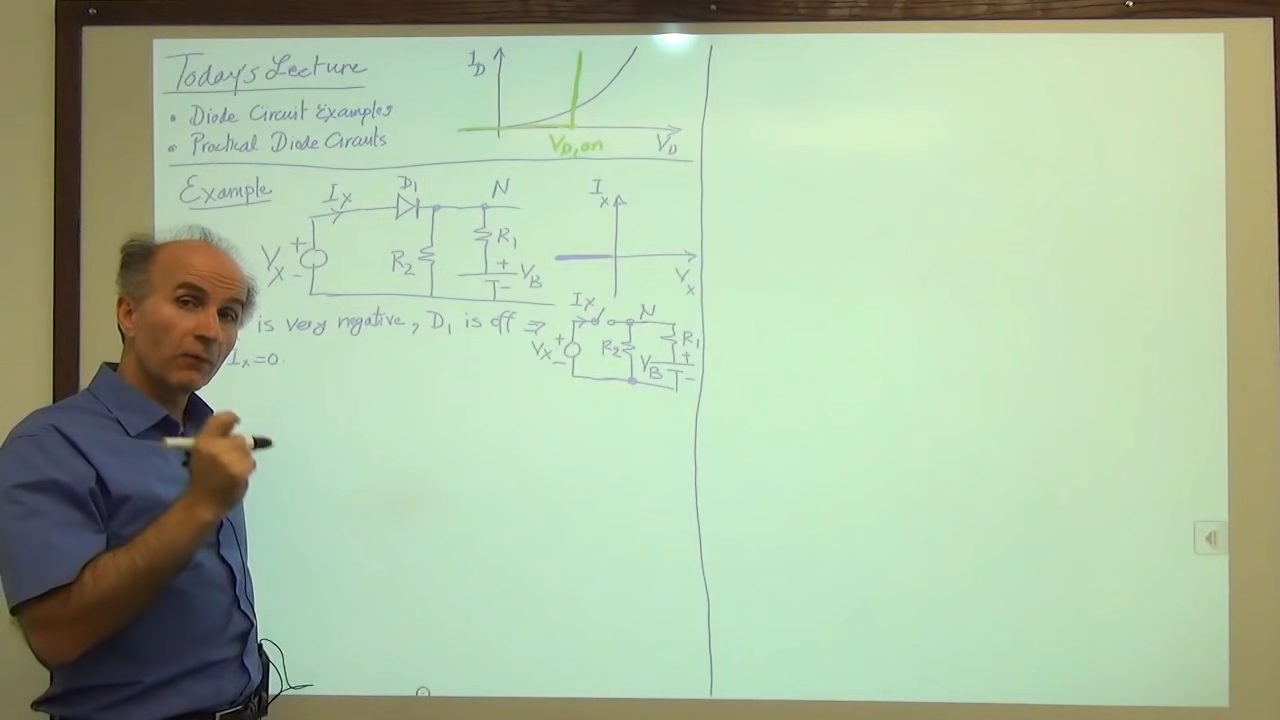 Today's Lecture
• Diode Circuit Examples
• Practical Diode Circuits
I_D
V_D,on
V_D
Example
I_X
D_1
N
V_X
+
-
R_2
R_1
+
V_B
-
I_X
V_X
is very negative, D_1 is off ⇒
I_X=0.
I_X
N
V_X
+
-
R_2
R_1
V_B
+
-